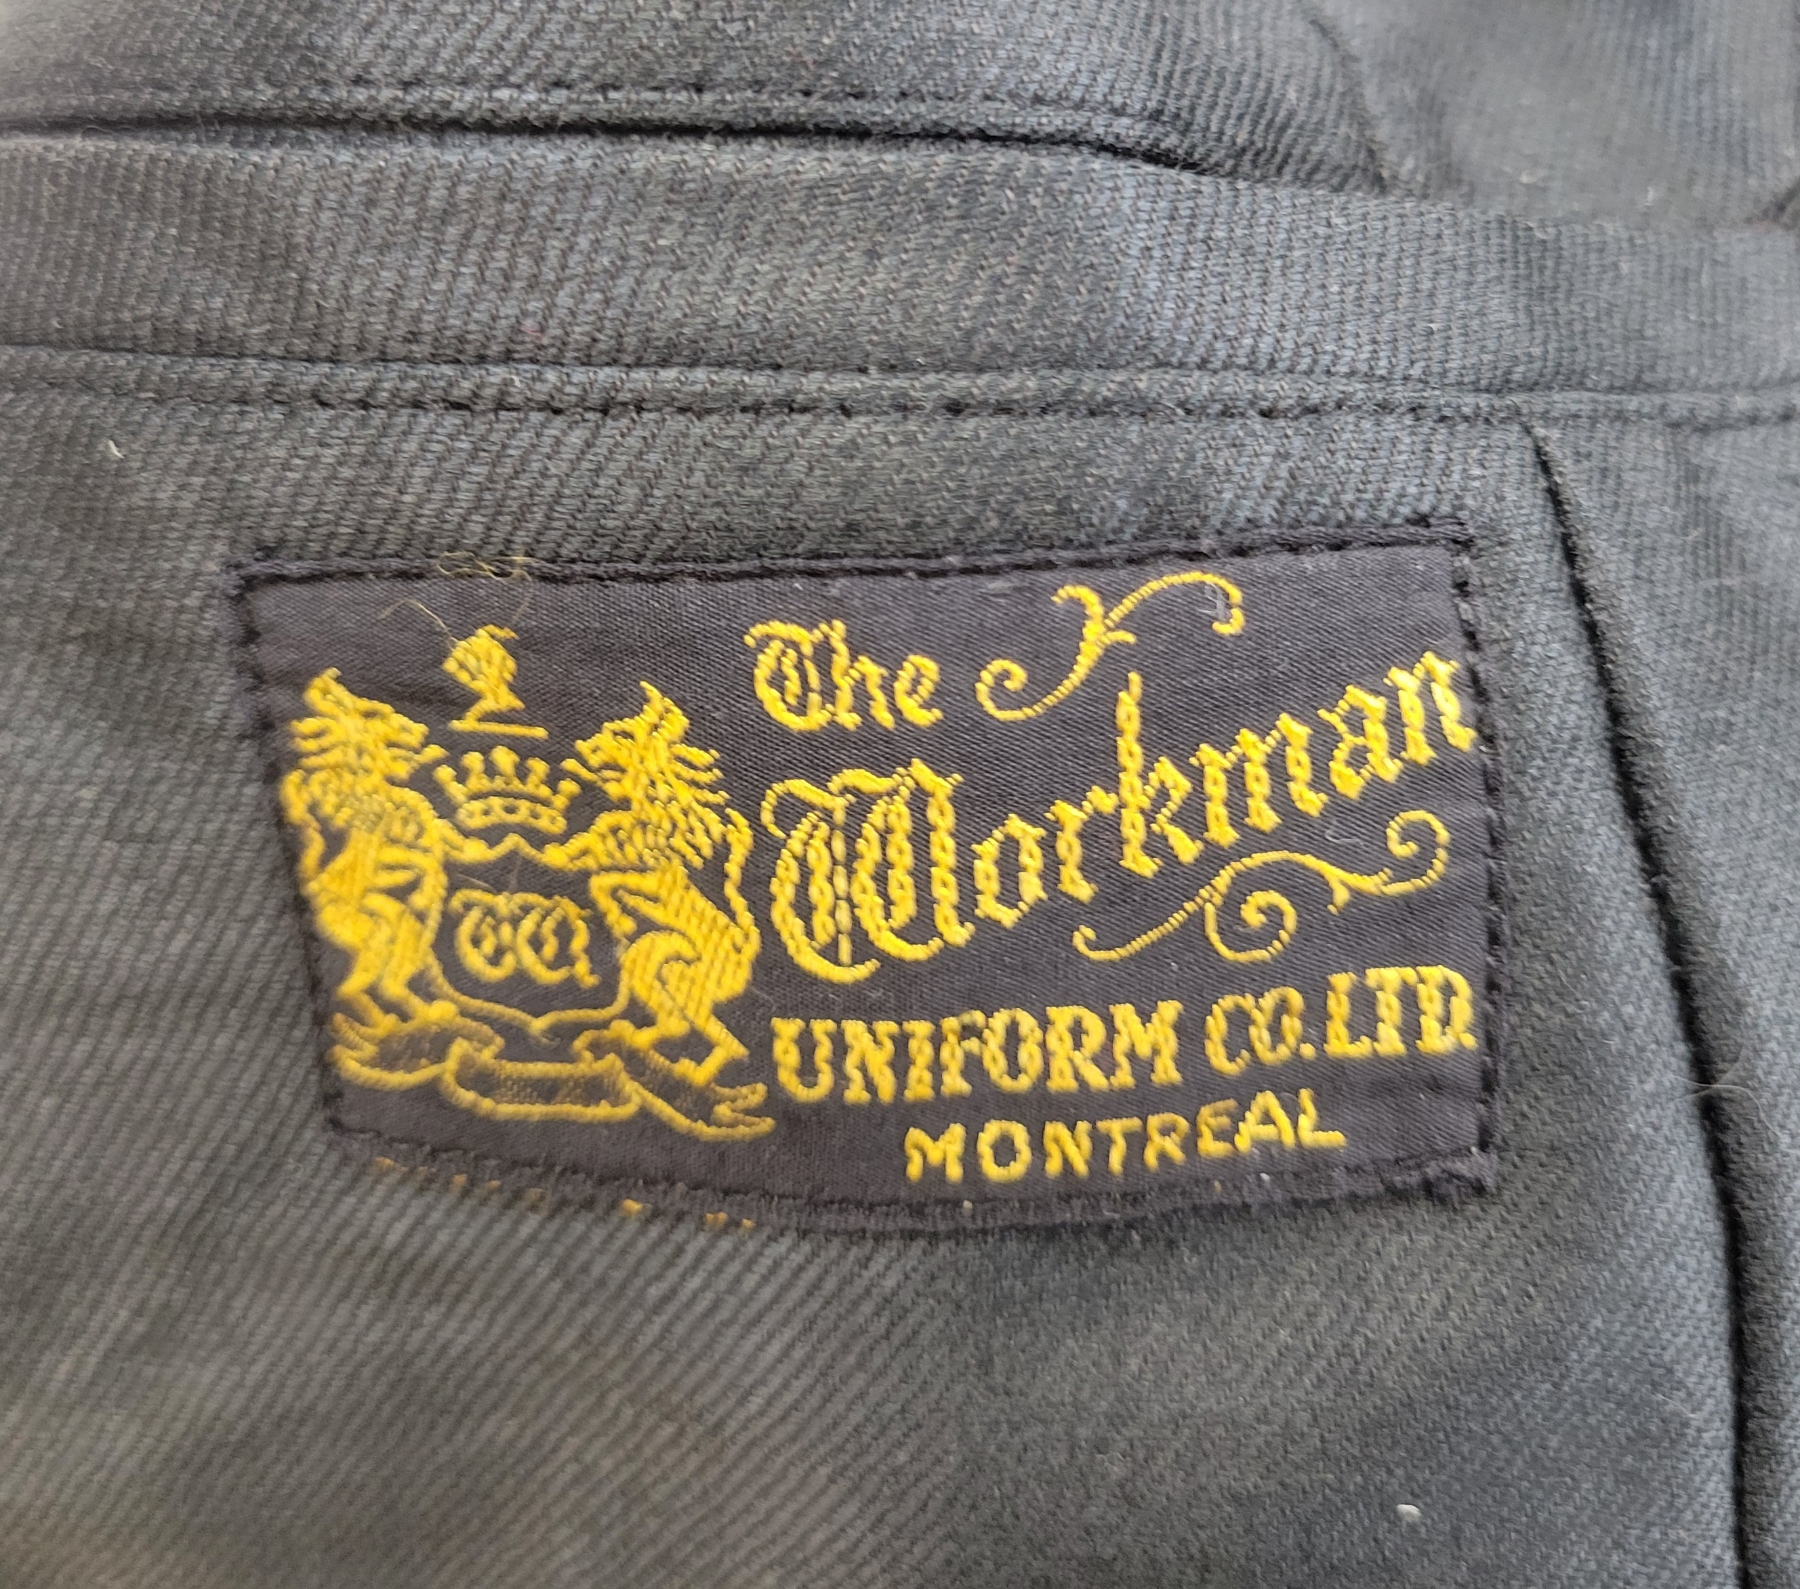 The
Workman
UNIFORM CO. LTD.
MONTREAL